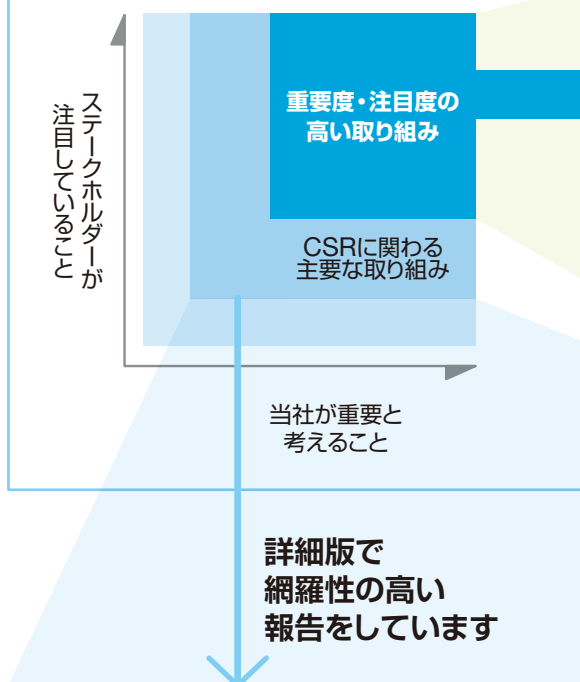 重要度・注目度の
高い取り組み
ステークホルダーが
注目していること
CSRに関わる
主要な取り組み
当社が重要と
考えること
詳細版で
網羅性の高い
報告をしています